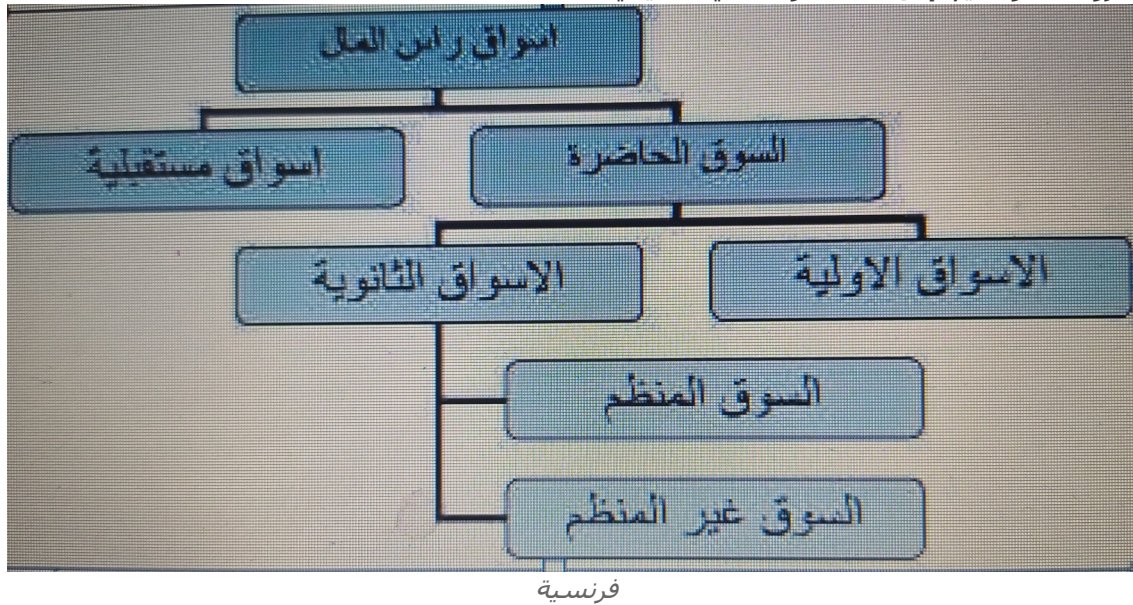 اسواق راس المال
السوق الحاضرة
اسواق مستقبلية
الاسواق الاولية
الاسواق الثانوية
السوق المنظم
السوق غير المنظم
فرنسية